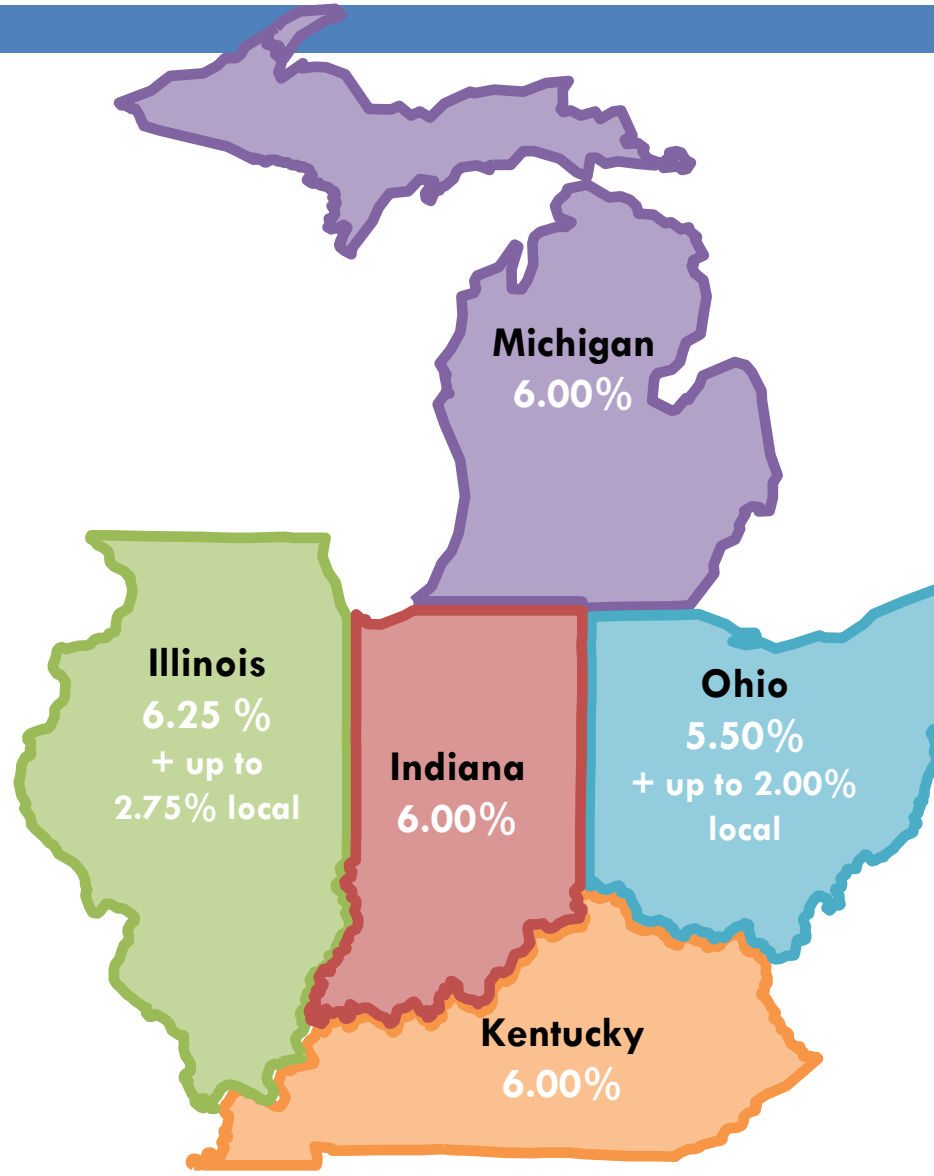 Michigan
6.00%
Illinois
6.25 %
+ up to
2.75% local
Indiana
6.00%
Ohio
5.50%
+ up to 2.00%
local
Kentucky
6.00%